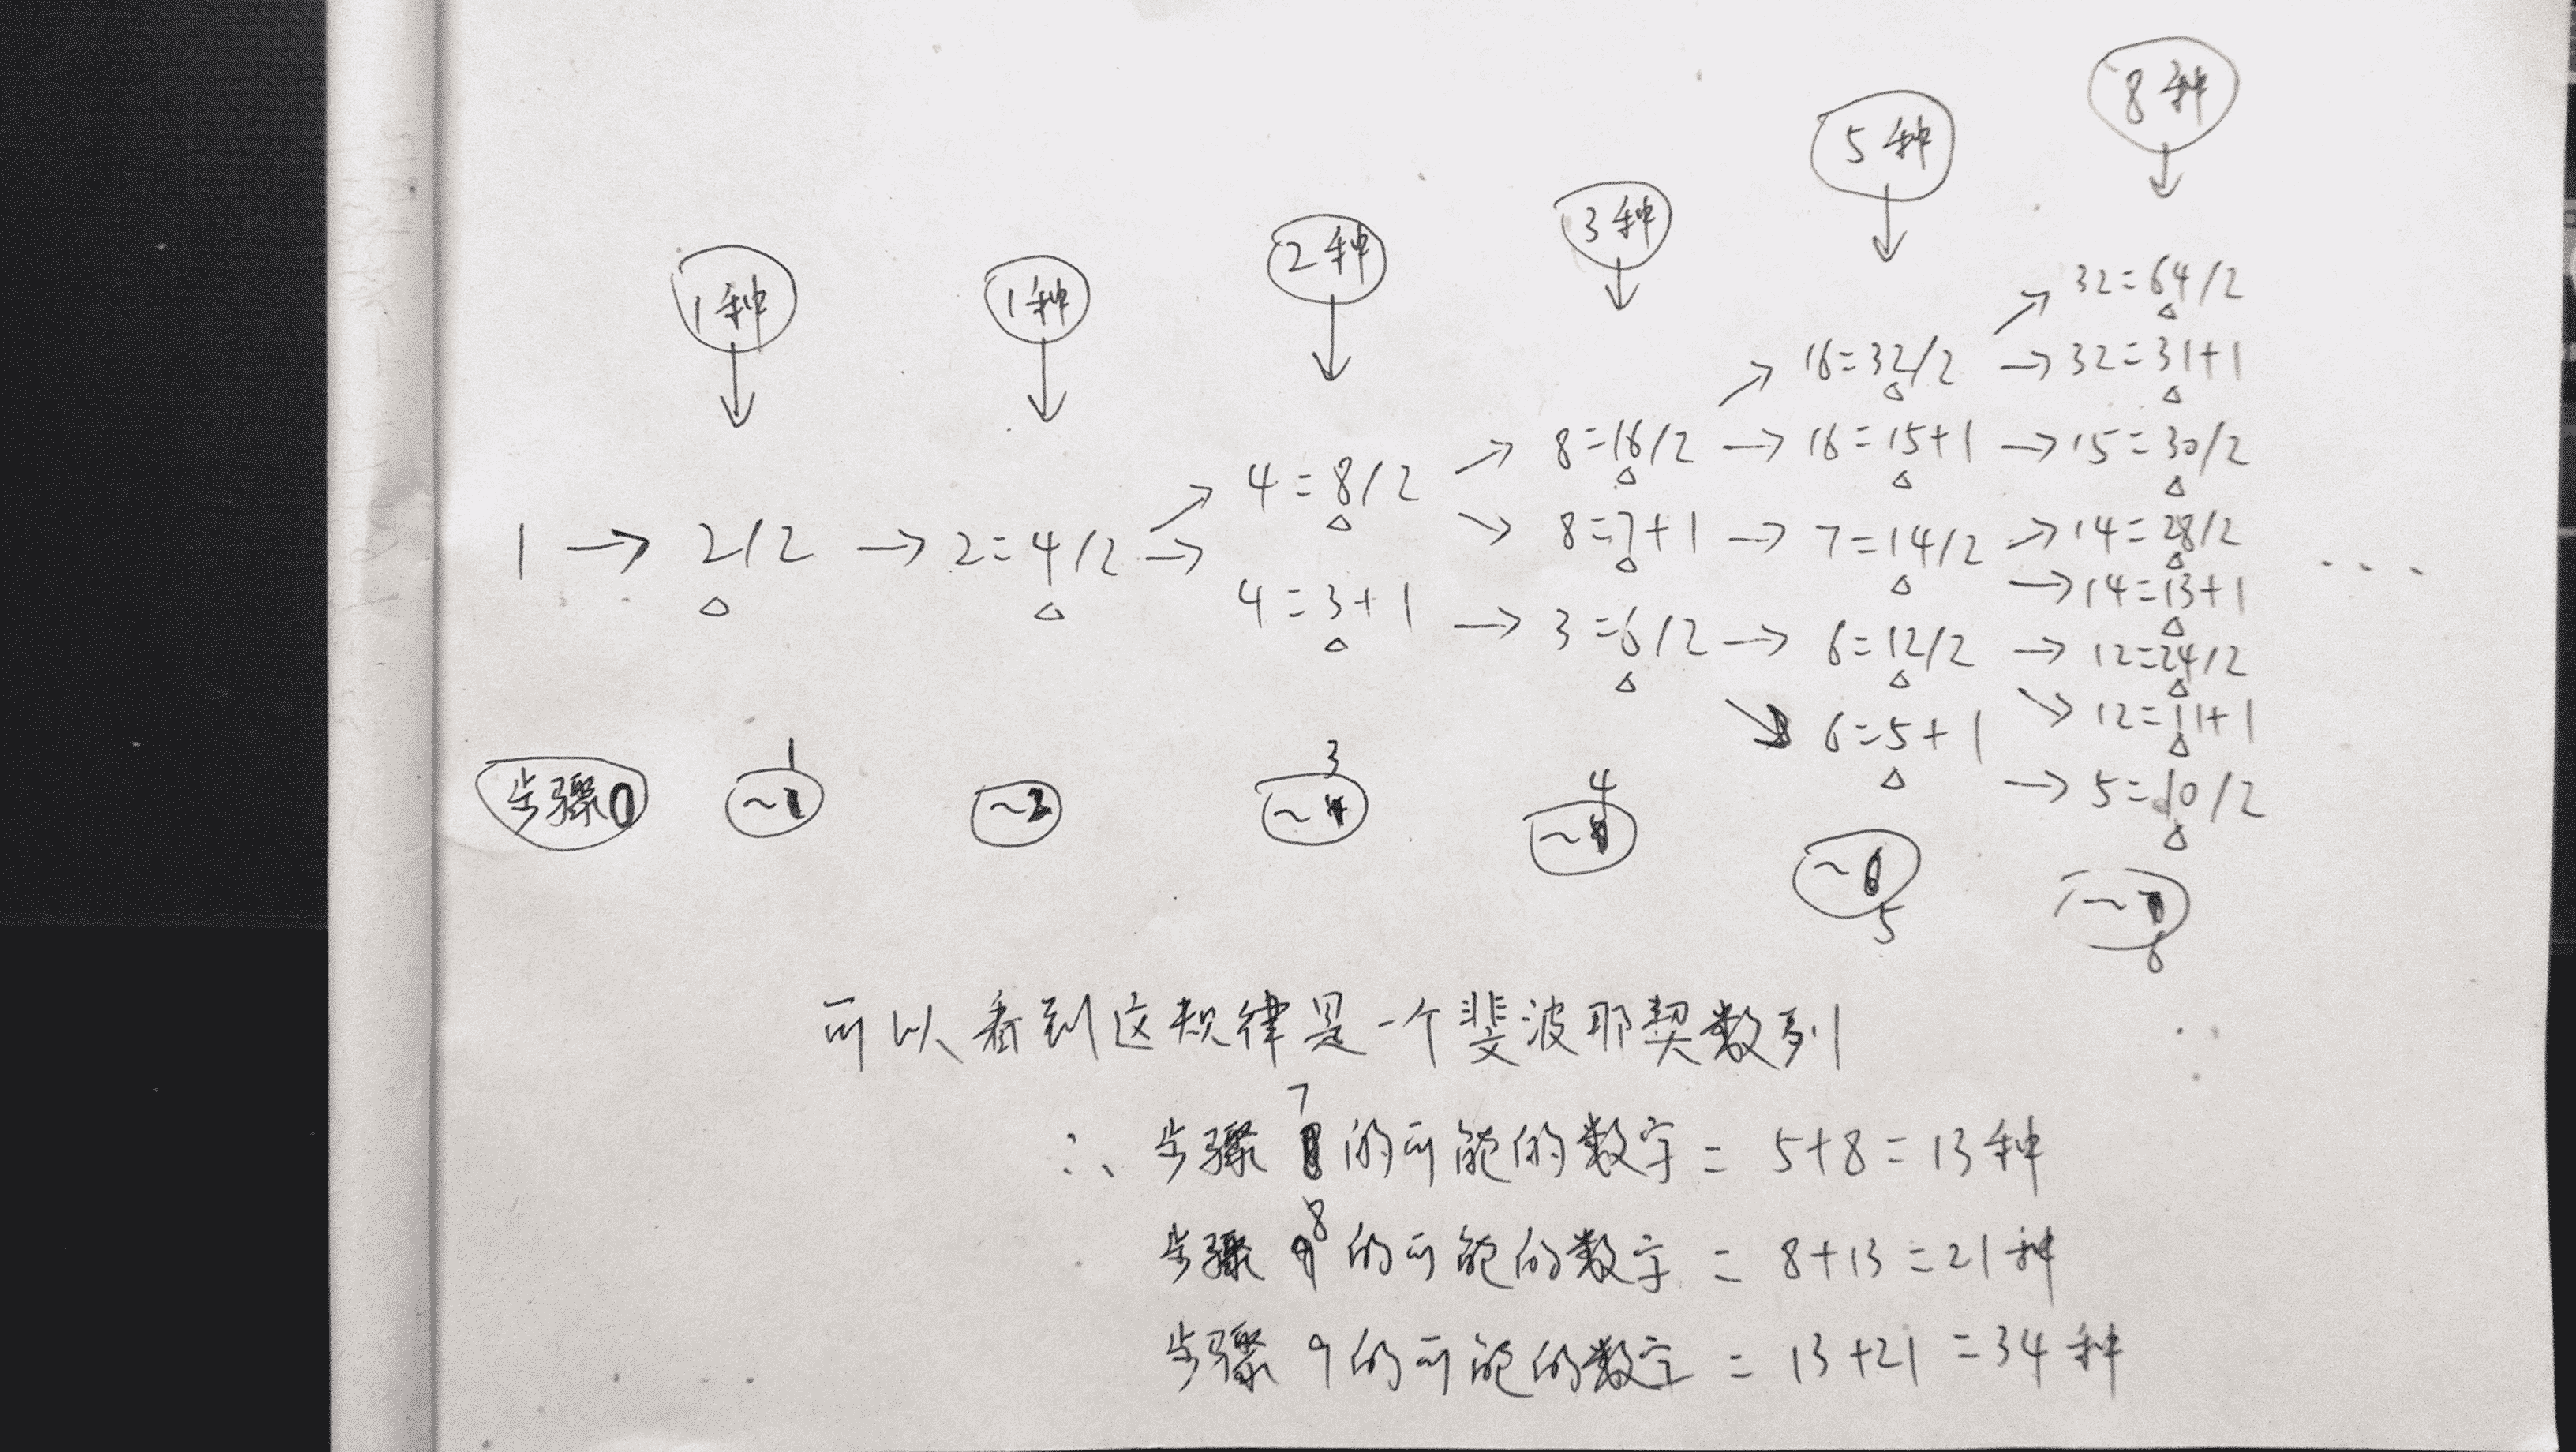 8种
5种
3种
2种
1种 1种
32=64/2
16=32/2 → 32=31+1
8=16/2 → 16=15+1 → 15=30/2
4=8/2
1 → 2/2 → 2=4/2 → 8=7+1 → 7=14/2 → 14=28/2 ...
→ 14=13+1
4=3+1 → 3=6/2 → 6=12/2 → 12=24/2
6=5+1 12=11+1
→ 5=10/2
1 3 4
步骤0 ~1 ~2 ~4 ~ ~6 ~7
5 6
可以看到这规律是一个斐波那契数列
7
∴ 步骤 的可能的数字 = 5+8=13种
8
步骤 9 的可能的数字 = 8+13=21种
步骤 9 的可能的数字 = 13+21=34种